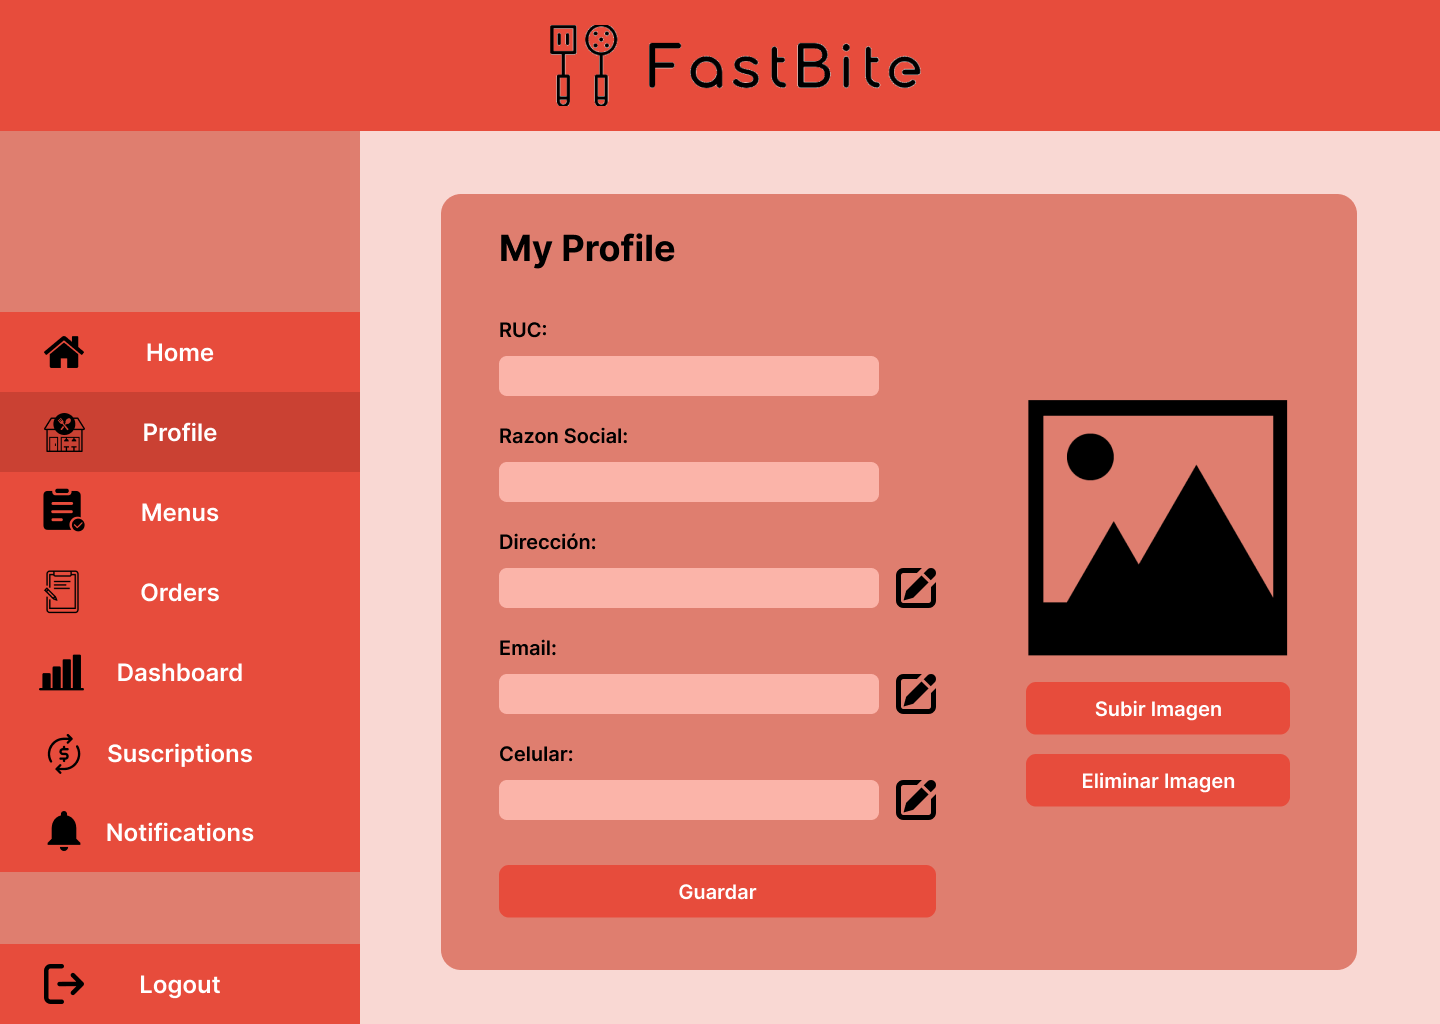 FastBite
Home
Profile
Menus
Orders
Dashboard
Suscriptions
Notifications
Logout
My Profile
RUC:
Razon Social:
Dirección:
Email:
Celular:
Guardar
Subir Imagen
Eliminar Imagen